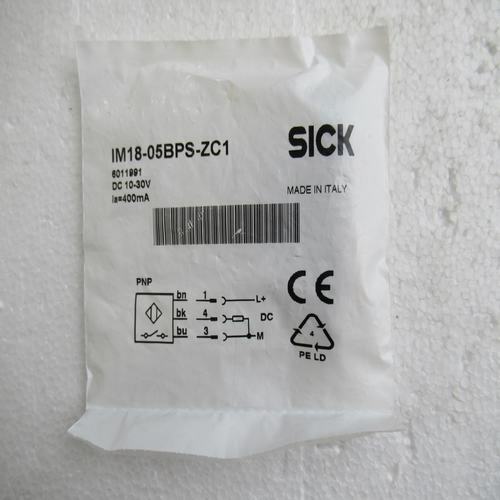 IM18-05BPS-ZC1
SICK
6011991
DC 10-30V
Ia=400mA
MADE IN ITALY
CE
PNP
bn 1 L+
bk 4 DC
bu 3 M
4
PE LD